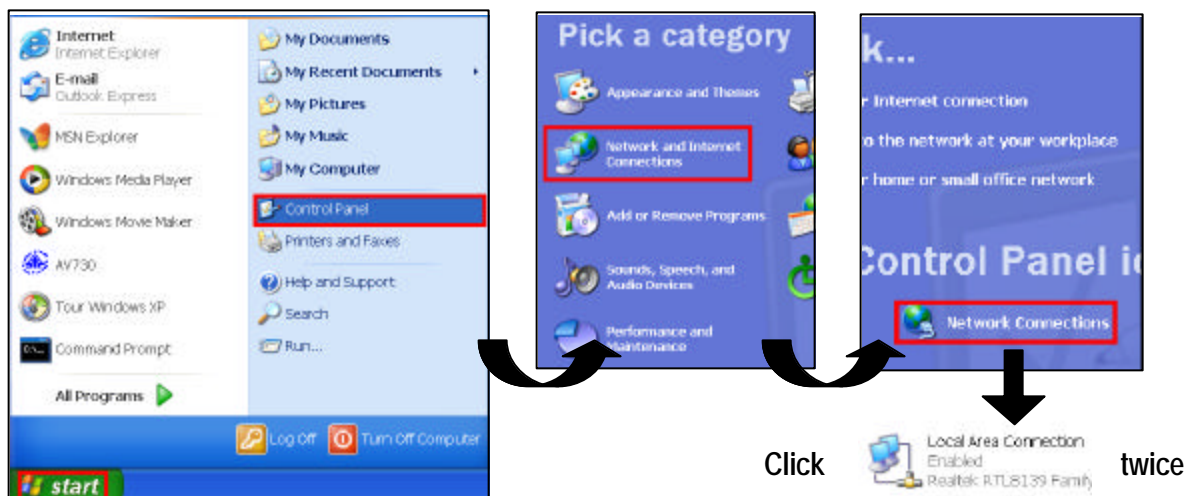 Internet
Internet Explorer
E-mail
Outlook Express
MSN Explorer
Windows Media Player
Windows Movie Maker
AV730
Tour Windows XP
Command Prompt
All Programs
My Documents
My Recent Documents
My Pictures
My Music
My Computer
Control Panel
Printers and Faxes
Help and Support
Search
Run...
Log Off
Turn Off Computer
start
Pick a category
Appearance and Themes
Network and Internet
Connections
Add or Remove Programs
Sounds, Speech, and
Audio Devices
Performance and
Maintenance
k...
r Internet connection
o the network at your workplace
r home or small office network
Control Panel ic
Network Connections
Click
Local Area Connection
Enabled
Realtek RTL8139 Family
twice